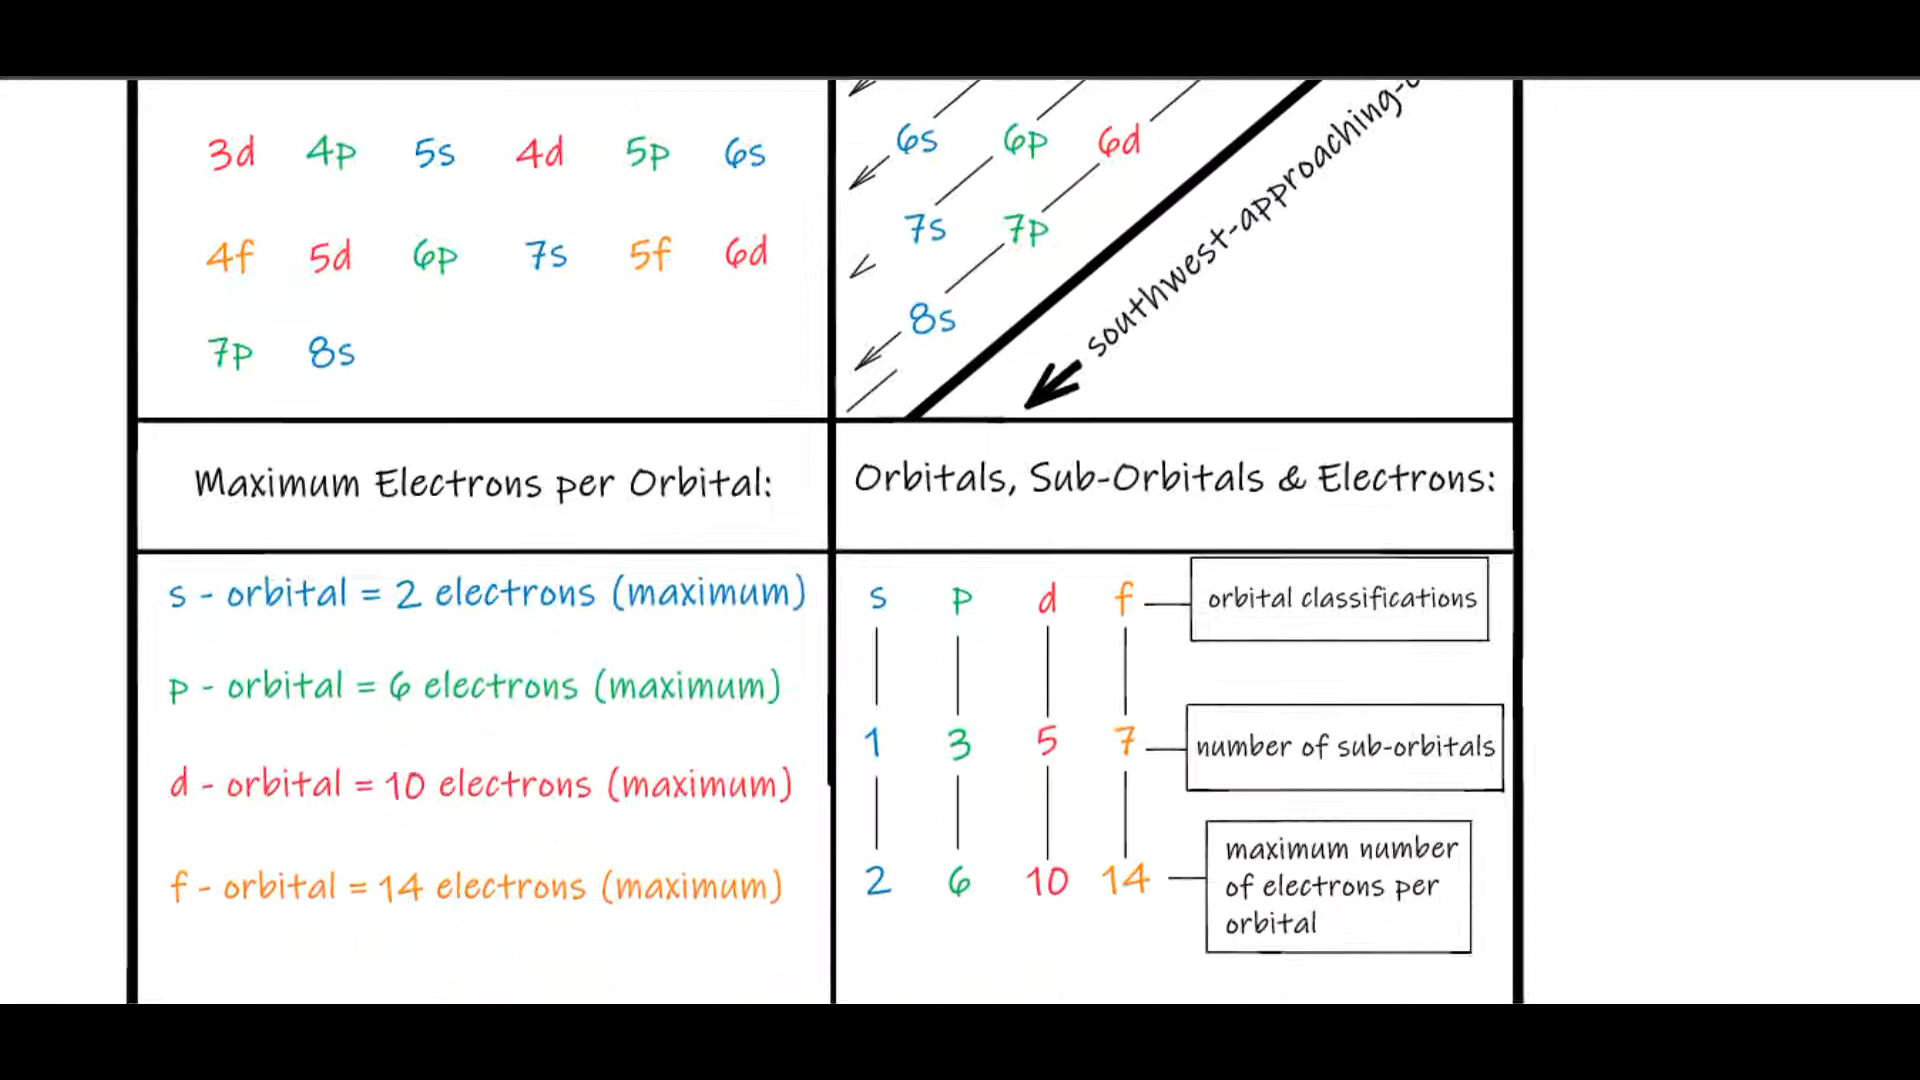 3d 4p 5s 4d 5p 6s
4f 5d 6p 7s 5f 6d
7p 8s
6s 6p 6d
7s 7p
8s
southwest-approaching-
Maximum Electrons per Orbital:
s - orbital = 2 electrons (maximum)
p - orbital = 6 electrons (maximum)
d - orbital = 10 electrons (maximum)
f - orbital = 14 electrons (maximum)
Orbitals, Sub-Orbitals & Electrons:
s p d f
orbital classifications
1 3 5 7
number of sub-orbitals
2 6 10 14
maximum number
of electrons per
orbital